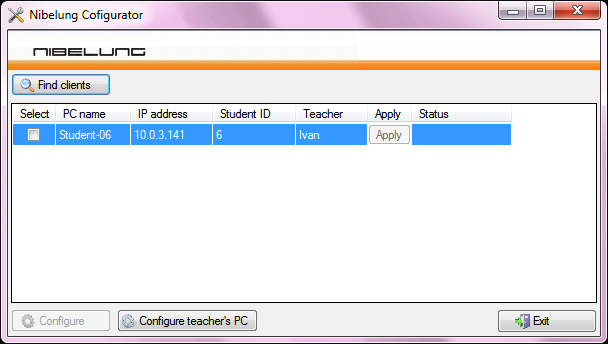 Nibelung Cofigurator
NIBELUNG
Find clients
Select PC name IP address Student ID Teacher Apply Status
Student-06 10.0.3.141 6 Ivan Apply
Configure Configure teacher's PC Exit